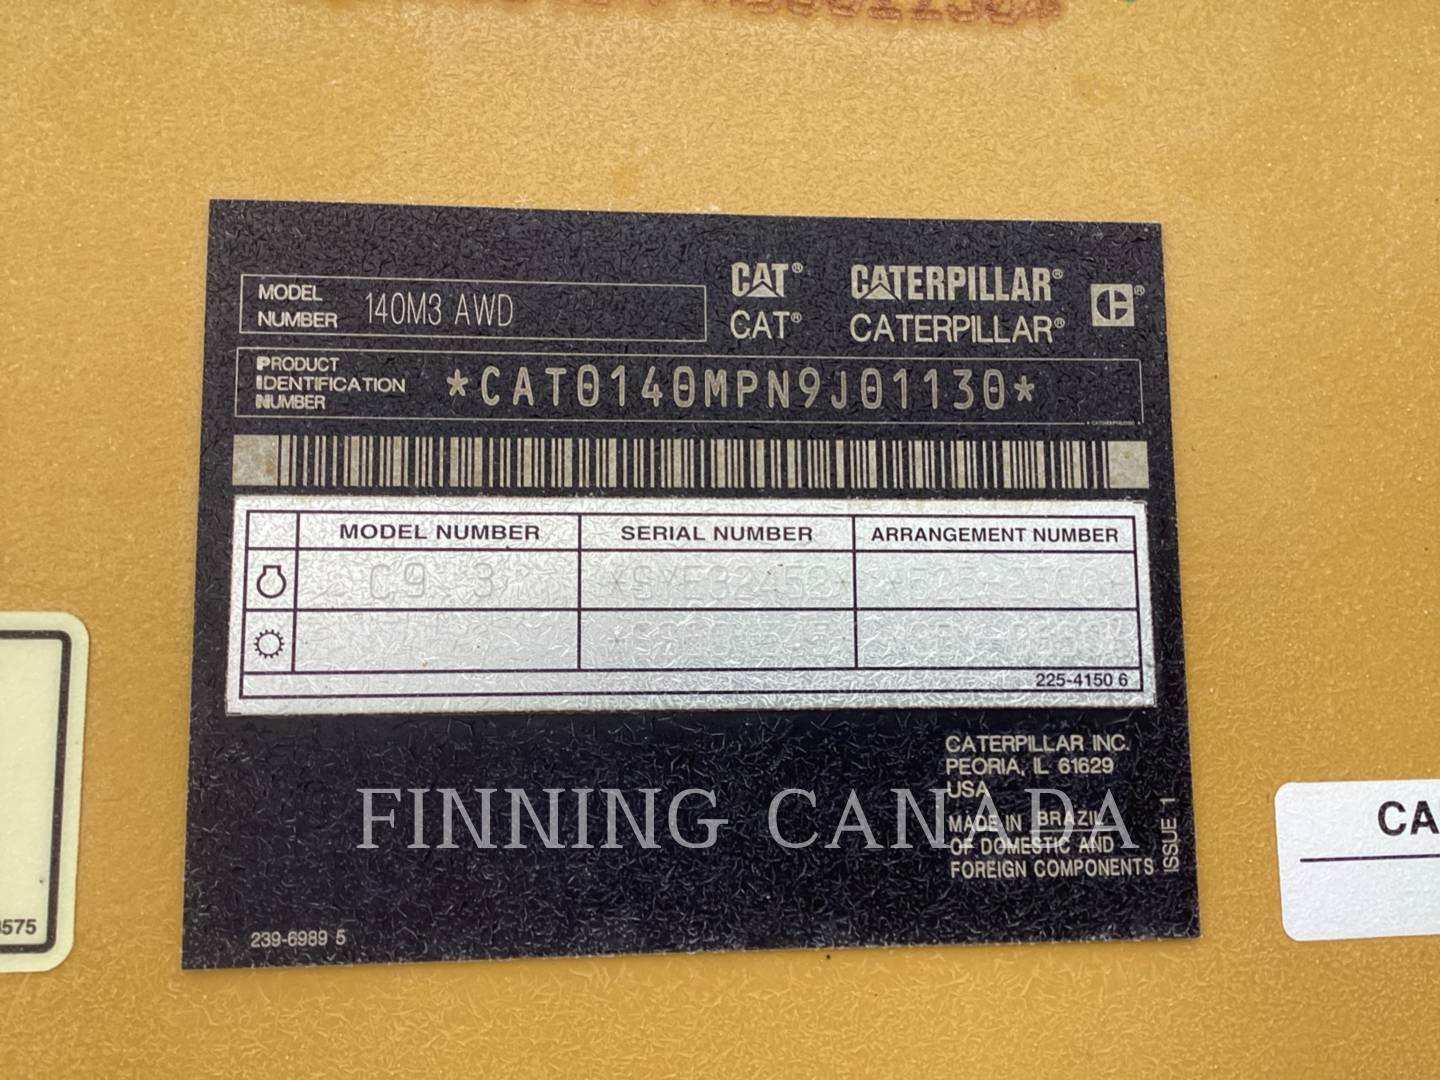 MODEL NUMBER 140M3 AWD
CAT® CATERPILLAR®
CAT® CATERPILLAR®
PRODUCT
IDENTIFICATION
NUMBER
*CAT0140MPN9J01130*
MODEL NUMBER SERIAL NUMBER ARRANGEMENT NUMBER
C9.3
225-4150 6
CATERPILLAR INC.
PEORIA, IL 61629
USA
MADE IN BRAZIL
OF DOMESTIC AND
FOREIGN COMPONENTS
ISSUE 1
FINNING CANADA
239-6989 5
CA